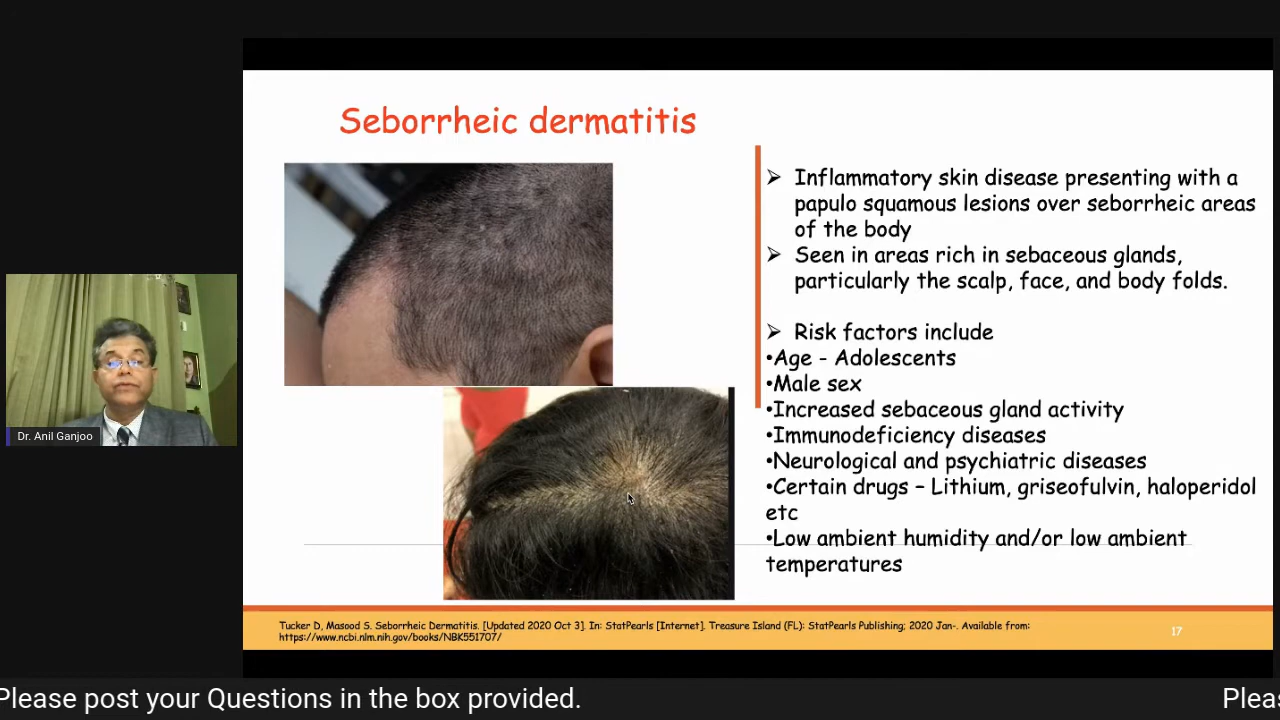 Seborrheic dermatitis
➢ Inflammatory skin disease presenting with a
papulo squamous lesions over seborrheic areas
of the body
➢ Seen in areas rich in sebaceous glands,
particularly the scalp, face, and body folds.
➢ Risk factors include
•Age - Adolescents
•Male sex
•Increased sebaceous gland activity
•Immunodeficiency diseases
•Neurological and psychiatric diseases
•Certain drugs – Lithium, griseofulvin, haloperidol
etc
•Low ambient humidity and/or low ambient
temperatures
Dr. Anil Ganjoo
Tucker D, Masood S. Seborrheic Dermatitis. [Updated 2020 Oct 3]. In: StatPearls [Internet]. Treasure Island (FL): StatPearls Publishing; 2020 Jan-. Available from:
https://www.ncbi.nlm.nih.gov/books/NBK551707/
17
Please post your Questions in the box provided.
Pleas